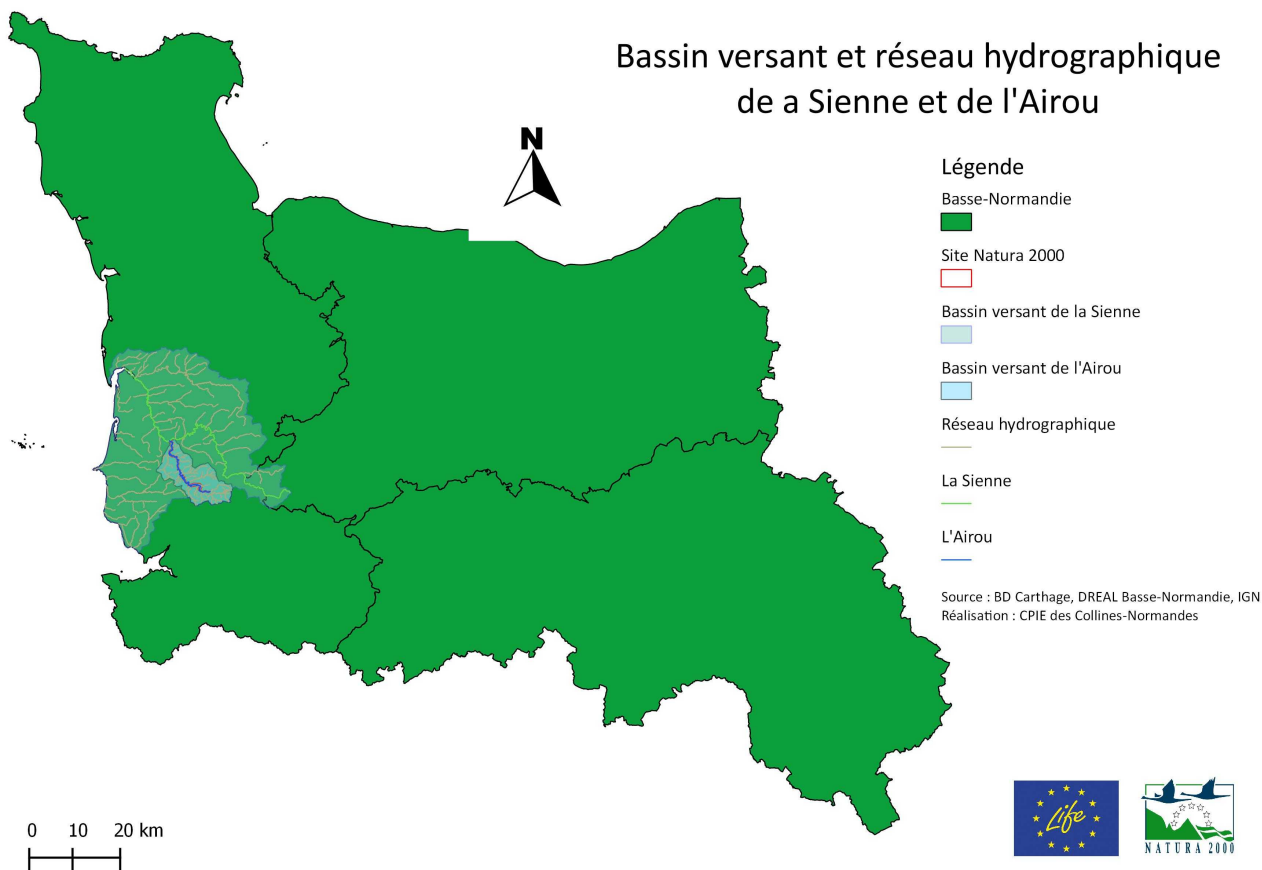 Bassin versant et réseau hydrographique
de a Sienne et de l'Airou
N
Légende
Basse-Normandie
Site Natura 2000
Bassin versant de la Sienne
Bassin versant de l'Airou
Réseau hydrographique
La Sienne
L'Airou
Source : BD Carthage, DREAL Basse-Normandie, IGN
Réalisation : CPIE des Collines-Normandes
0 10 20 km
Life
NATURA 2000